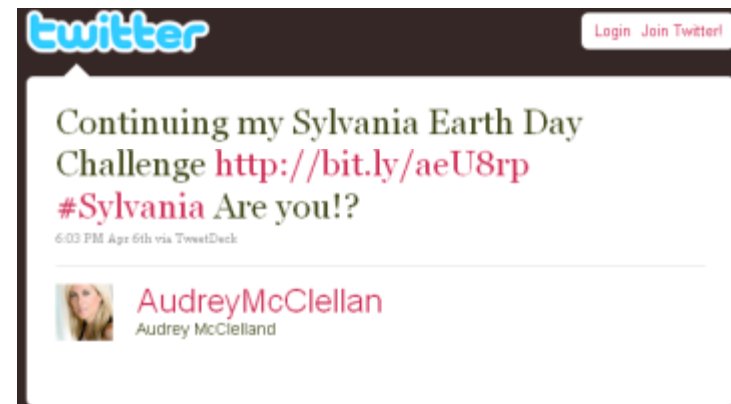 twitter
Login Join Twitter!
Continuing my Sylvania Earth Day
Challenge http://bit.ly/aeU8rp
#Sylvania Are you!?
6:03 PM Apr 6th via TweetDeck
AudreyMcClellan
Audrey McClelland